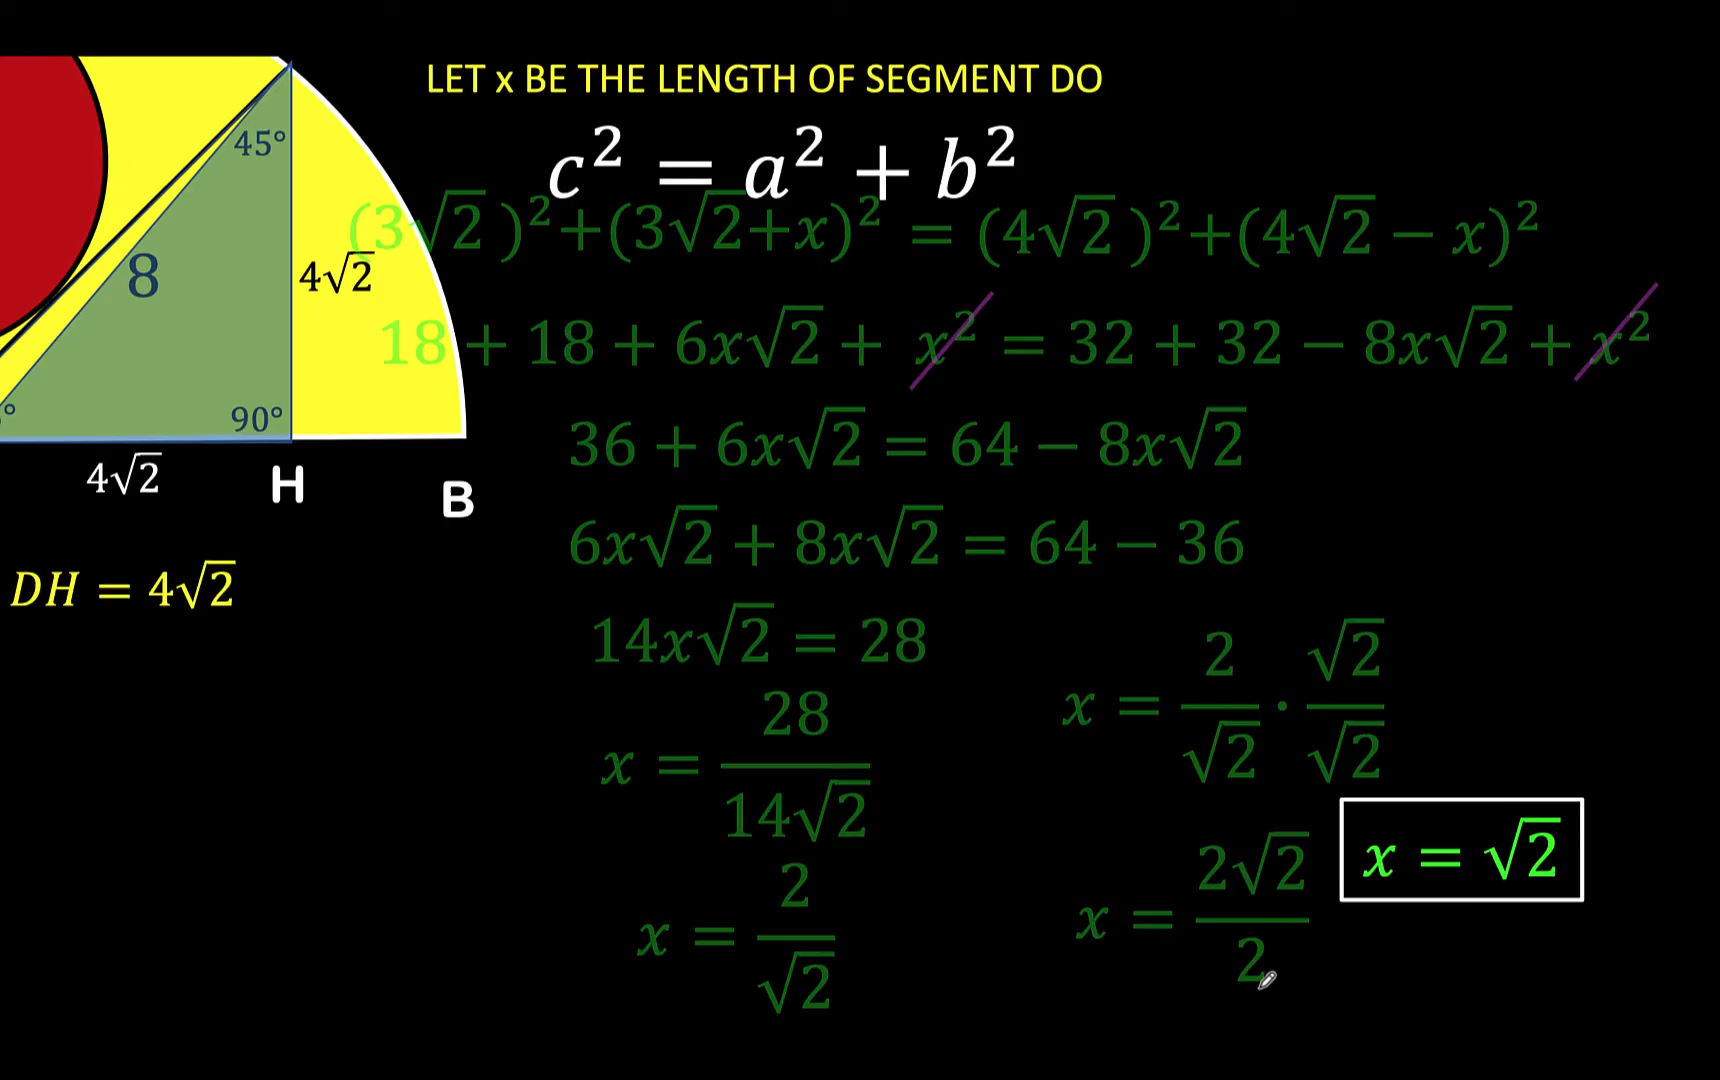 LET x BE THE LENGTH OF SEGMENT DO
c² = a² + b²
(3√2 )²+(3√2+x)² = (4√2 )²+(4√2 − x)²
18 + 18 + 6x√2 + x² = 32 + 32 − 8x√2 + x²
36 + 6x√2 = 64 − 8x√2
6x√2 + 8x√2 = 64 − 36
14x√2 = 28
x = 28/14√2
x = 2/√2
x = 2/√2 · √2/√2
x = 2√2/2
x = √2
45°
8
4√2
90°
4√2
H
B
DH = 4√2